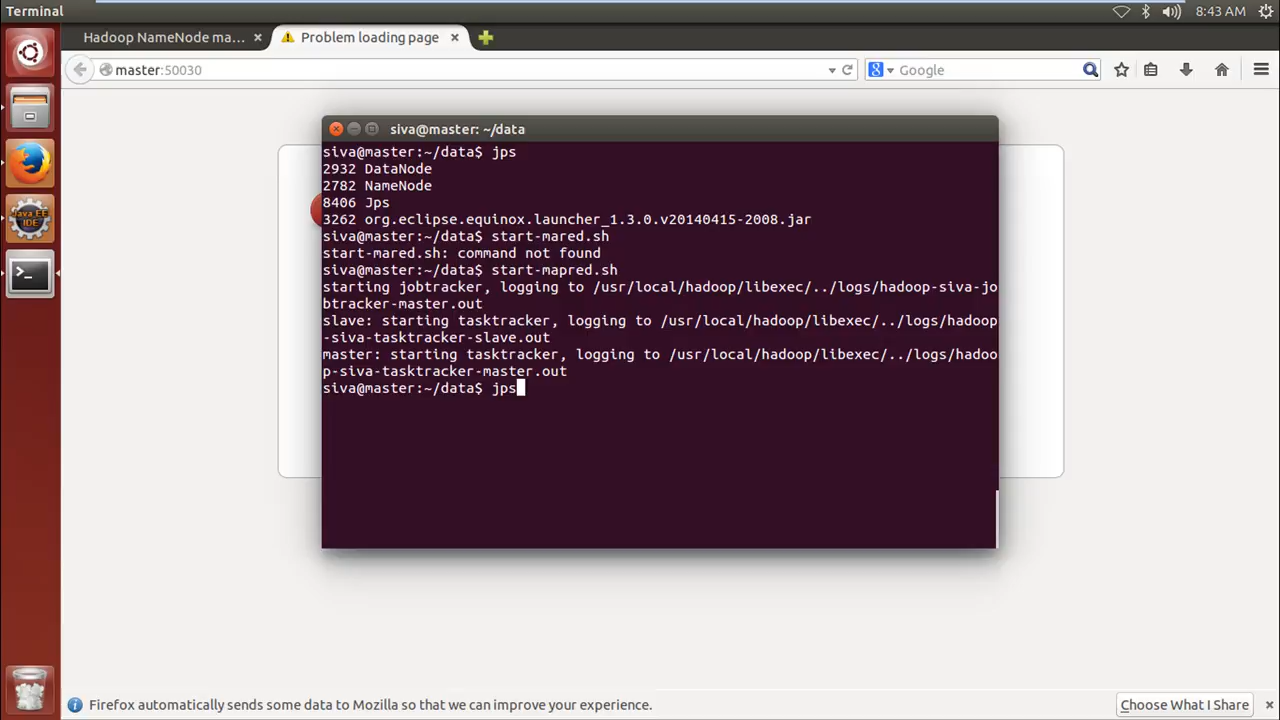 Terminal
8:43 AM
Hadoop NameNode ma...
Problem loading page
master:50030
Google
siva@master: ~/data
siva@master:~/data$ jps
2932 DataNode
2782 NameNode
8406 Jps
3262 org.eclipse.equinox.launcher_1.3.0.v20140415-2008.jar
siva@master:~/data$ start-mared.sh
start-mared.sh: command not found
siva@master:~/data$ start-mapred.sh
starting jobtracker, logging to /usr/local/hadoop/libexec/../logs/hadoop-siva-jo
btracker-master.out
slave: starting tasktracker, logging to /usr/local/hadoop/libexec/../logs/hadoop
-siva-tasktracker-slave.out
master: starting tasktracker, logging to /usr/local/hadoop/libexec/../logs/hadoo
p-siva-tasktracker-master.out
siva@master:~/data$ jps
Java EE
IDE
Firefox automatically sends some data to Mozilla so that we can improve your experience.
Choose What I Share